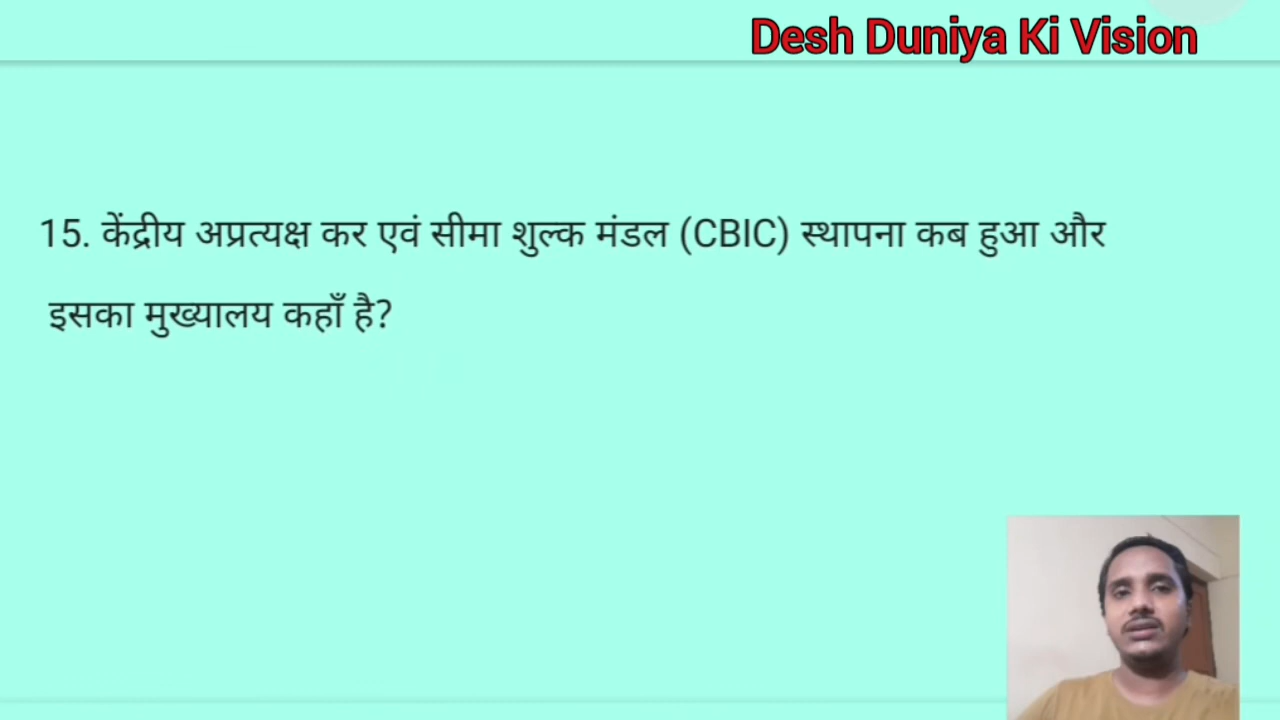 Desh Duniya Ki Vision
15. केंद्रीय अप्रत्यक्ष कर एवं सीमा शुल्क मंडल (CBIC) स्थापना कब हुआ और
इसका मुख्यालय कहाँ है?